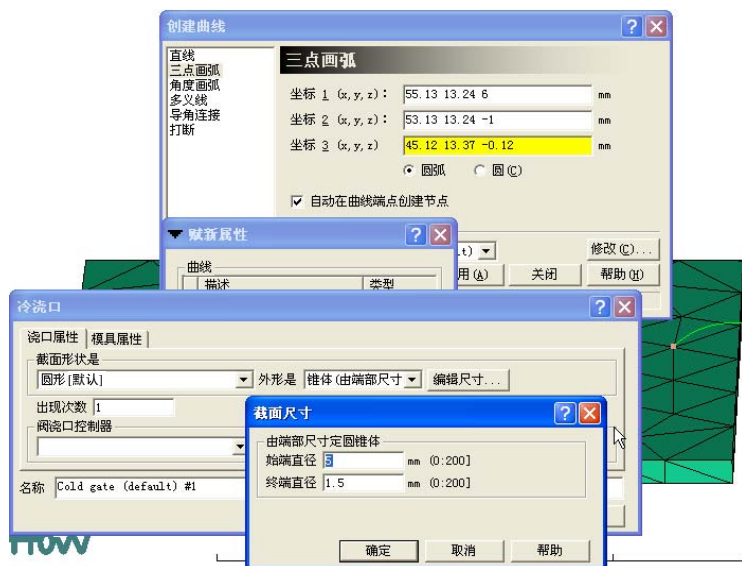 创建曲线
直线
三点画弧
角度画弧
多义线
导角连接
打断
三点画弧
坐标 1 (x, y, z): 55.13 13.24 6 mm
坐标 2 (x, y, z): 53.13 13.24 -1 mm
坐标 3 (x, y, z) 45.12 13.37 -0.12 mm
圆弧 圆(C)
自动在曲线端点创建节点
赋新属性
lt) 修改(C)...
用(A) 关闭 帮助(H)
曲线
描述 类型
冷浇口
浇口属性 模具属性
截面形状是
圆形[默认] 外形是 锥体(由端部尺寸 编辑尺寸...
出现次数 1
阀浇口控制器
名称 Cold gate (default) #1
截面尺寸
由端部尺寸定圆锥体
始端直径 5 mm (0:200]
终端直径 1.5 mm (0:200]
确定 取消 帮助